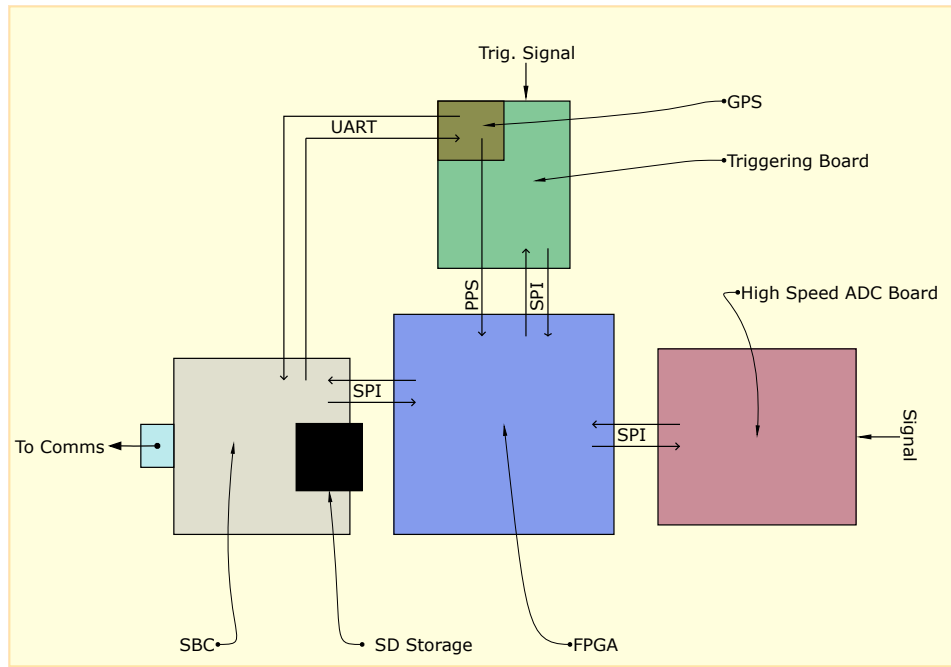 Trig. Signal
GPS
UART
Triggering Board
PPS
SPI
High Speed ADC Board
SPI
SPI
Signal
To Comms
SBC
SD Storage
FPGA